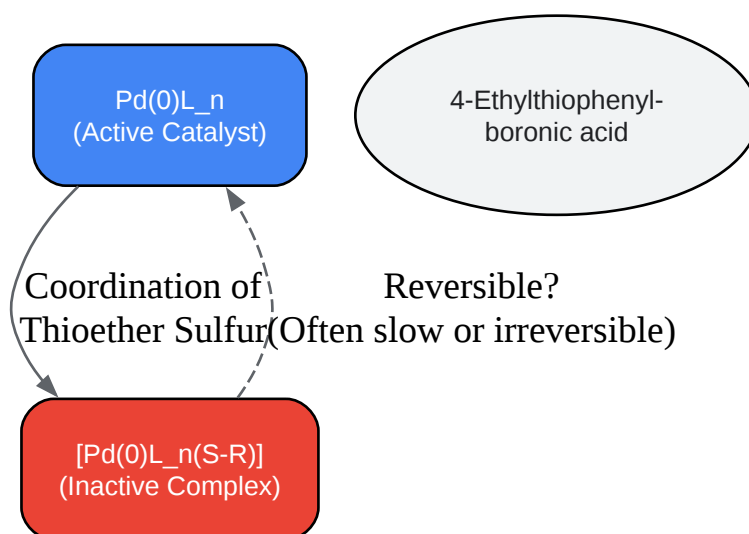 Pd(0)L_n
(Active Catalyst)
4-Ethylthiophenyl-
boronic acid
Coordination of
Thioether Sulfur
Reversible?
(Often slow or irreversible)
[Pd(0)L_n(S-R)]
(Inactive Complex)